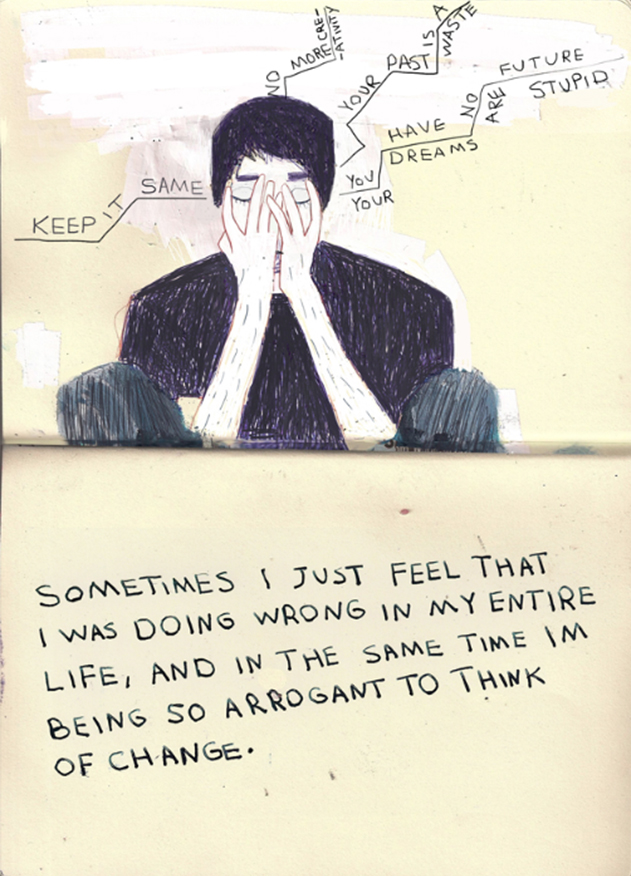 NO MORE CRE-
-ATIVITY
YOUR PAST IS A
WASTE
YOU HAVE NO FUTURE
YOUR DREAMS ARE STUPID
KEEP IT SAME
SOMETIMES I JUST FEEL THAT
I WAS DOING WRONG IN MY ENTIRE
LIFE, AND IN THE SAME TIME IM
BEING SO ARROGANT TO THINK
OF CHANGE.